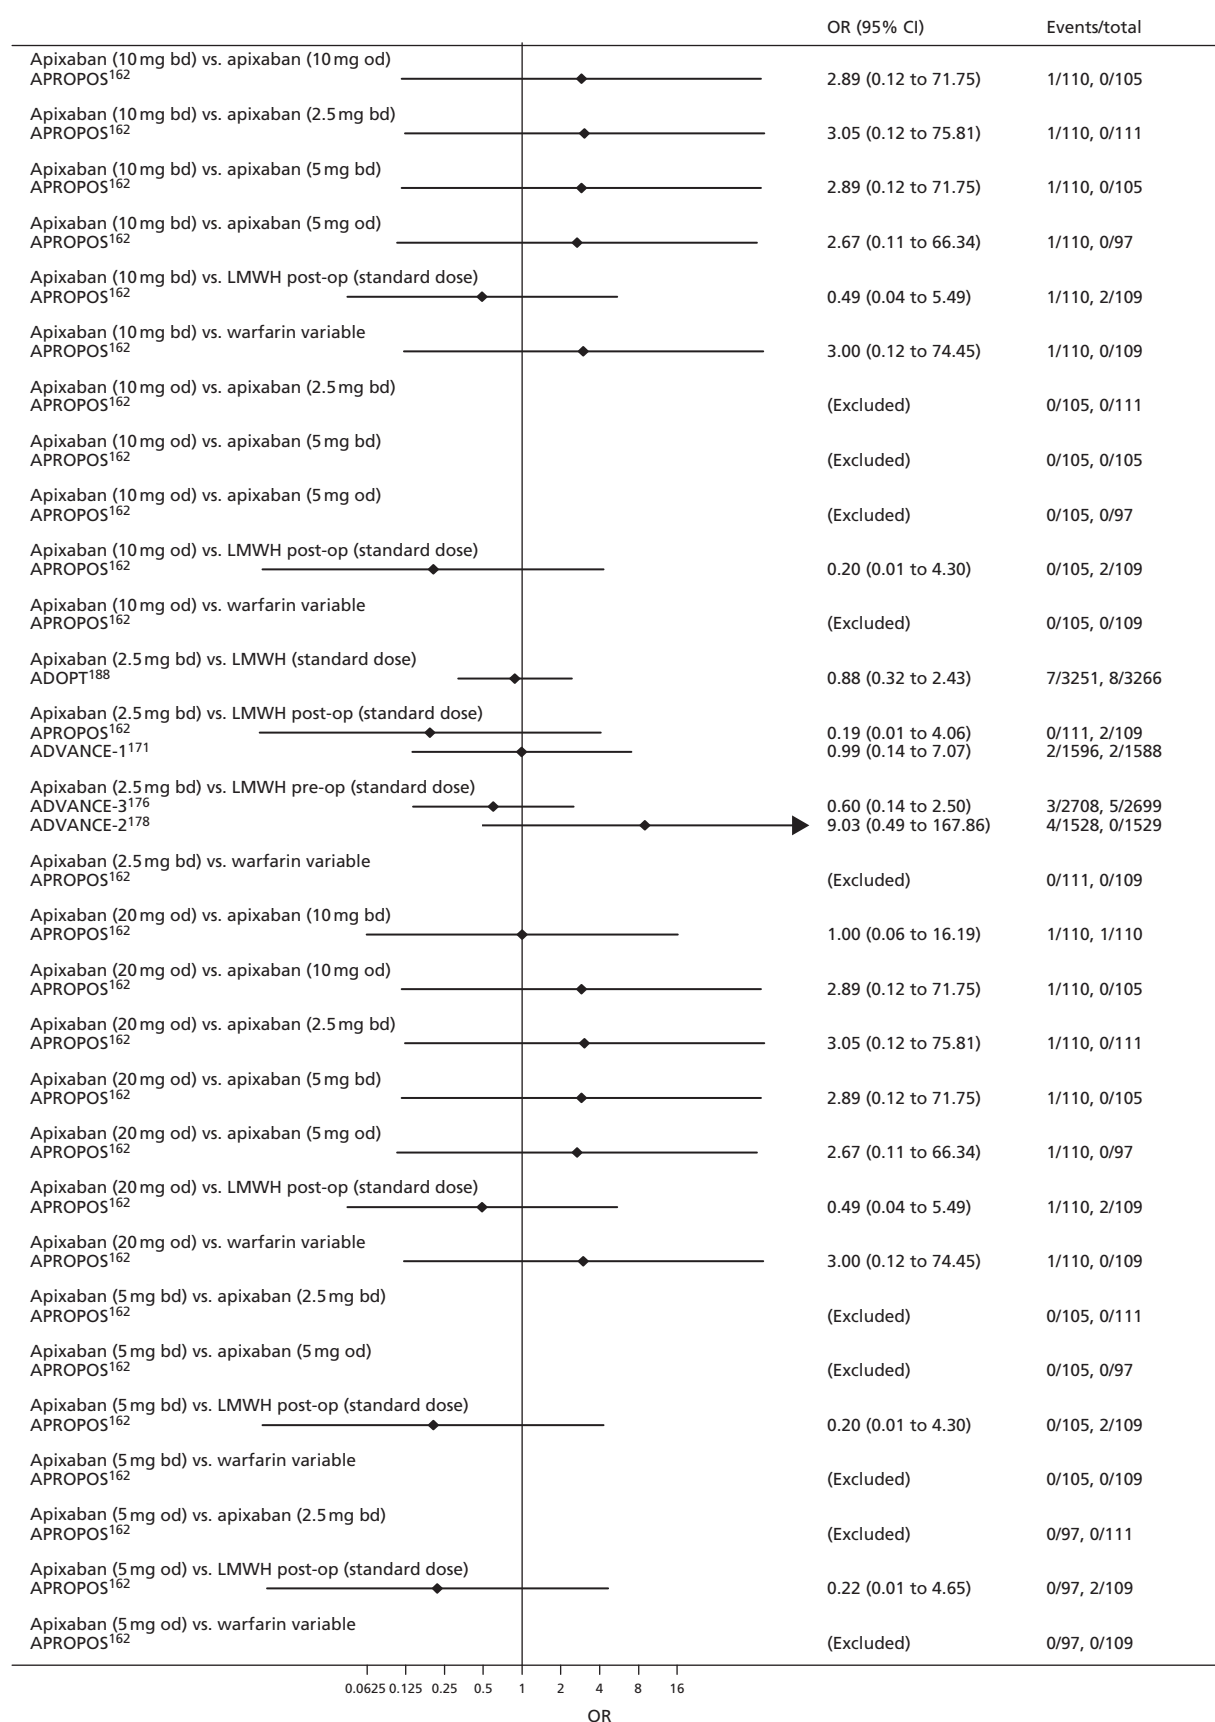 OR (95% CI) Events/total
Apixaban (10 mg bd) vs. apixaban (10 mg od)
APROPOS162 2.89 (0.12 to 71.75) 1/110, 0/105
Apixaban (10 mg bd) vs. apixaban (2.5 mg bd)
APROPOS162 3.05 (0.12 to 75.81) 1/110, 0/111
Apixaban (10 mg bd) vs. apixaban (5 mg bd)
APROPOS162 2.89 (0.12 to 71.75) 1/110, 0/105
Apixaban (10 mg bd) vs. apixaban (5 mg od)
APROPOS162 2.67 (0.11 to 66.34) 1/110, 0/97
Apixaban (10 mg bd) vs. LMWH post-op (standard dose)
APROPOS162 0.49 (0.04 to 5.49) 1/110, 2/109
Apixaban (10 mg bd) vs. warfarin variable
APROPOS162 3.00 (0.12 to 74.45) 1/110, 0/109
Apixaban (10 mg od) vs. apixaban (2.5 mg bd)
APROPOS162 (Excluded) 0/105, 0/111
Apixaban (10 mg od) vs. apixaban (5 mg bd)
APROPOS162 (Excluded) 0/105, 0/105
Apixaban (10 mg od) vs. apixaban (5 mg od)
APROPOS162 (Excluded) 0/105, 0/97
Apixaban (10 mg od) vs. LMWH post-op (standard dose)
APROPOS162 0.20 (0.01 to 4.30) 0/105, 2/109
Apixaban (10 mg od) vs. warfarin variable
APROPOS162 (Excluded) 0/105, 0/109
Apixaban (2.5 mg bd) vs. LMWH (standard dose)
ADOPT188 0.88 (0.32 to 2.43) 7/3251, 8/3266
Apixaban (2.5 mg bd) vs. LMWH post-op (standard dose)
APROPOS162 0.19 (0.01 to 4.06) 0/111, 2/109
ADVANCE-1171 0.99 (0.14 to 7.07) 2/1596, 2/1588
Apixaban (2.5 mg bd) vs. LMWH pre-op (standard dose)
ADVANCE-3176 0.60 (0.14 to 2.50) 3/2708, 5/2699
ADVANCE-2178 9.03 (0.49 to 167.86) 4/1528, 0/1529
Apixaban (2.5 mg bd) vs. warfarin variable
APROPOS162 (Excluded) 0/111, 0/109
Apixaban (20 mg od) vs. apixaban (10 mg bd)
APROPOS162 1.00 (0.06 to 16.19) 1/110, 1/110
Apixaban (20 mg od) vs. apixaban (10 mg od)
APROPOS162 2.89 (0.12 to 71.75) 1/110, 0/105
Apixaban (20 mg od) vs. apixaban (2.5 mg bd)
APROPOS162 3.05 (0.12 to 75.81) 1/110, 0/111
Apixaban (20 mg od) vs. apixaban (5 mg bd)
APROPOS162 2.89 (0.12 to 71.75) 1/110, 0/105
Apixaban (20 mg od) vs. apixaban (5 mg od)
APROPOS162 2.67 (0.11 to 66.34) 1/110, 0/97
Apixaban (20 mg od) vs. LMWH post-op (standard dose)
APROPOS162 0.49 (0.04 to 5.49) 1/110, 2/109
Apixaban (20 mg od) vs. warfarin variable
APROPOS162 3.00 (0.12 to 74.45) 1/110, 0/109
Apixaban (5 mg bd) vs. apixaban (2.5 mg bd)
APROPOS162 (Excluded) 0/105, 0/111
Apixaban (5 mg bd) vs. apixaban (5 mg od)
APROPOS162 (Excluded) 0/105, 0/97
Apixaban (5 mg bd) vs. LMWH post-op (standard dose)
APROPOS162 0.20 (0.01 to 4.30) 0/105, 2/109
Apixaban (5 mg bd) vs. warfarin variable
APROPOS162 (Excluded) 0/105, 0/109
Apixaban (5 mg od) vs. apixaban (2.5 mg bd)
APROPOS162 (Excluded) 0/97, 0/111
Apixaban (5 mg od) vs. LMWH post-op (standard dose)
APROPOS162 0.22 (0.01 to 4.65) 0/97, 2/109
Apixaban (5 mg od) vs. warfarin variable
APROPOS162 (Excluded) 0/97, 0/109
0.0625 0.125 0.25 0.5 1 2 4 8 16
OR